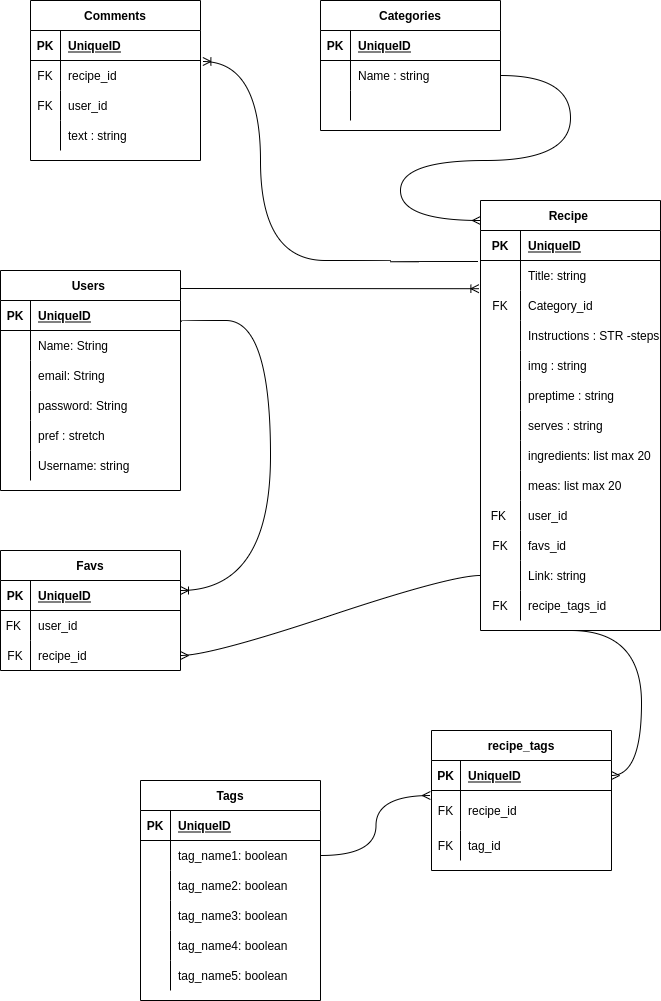 Comments
PK UniqueID
FK recipe_id
FK user_id
text : string
Categories
PK UniqueID
Name : string
Recipe
PK UniqueID
Title: string
FK Category_id
Instructions : STR -steps
img : string
preptime : string
serves : string
ingredients: list max 20
meas: list max 20
FK user_id
FK favs_id
Link: string
FK recipe_tags_id
Users
PK UniqueID
Name: String
email: String
password: String
pref : stretch
Username: string
Favs
PK UniqueID
FK user_id
FK recipe_id
recipe_tags
PK UniqueID
FK recipe_id
FK tag_id
Tags
PK UniqueID
tag_name1: boolean
tag_name2: boolean
tag_name3: boolean
tag_name4: boolean
tag_name5: boolean